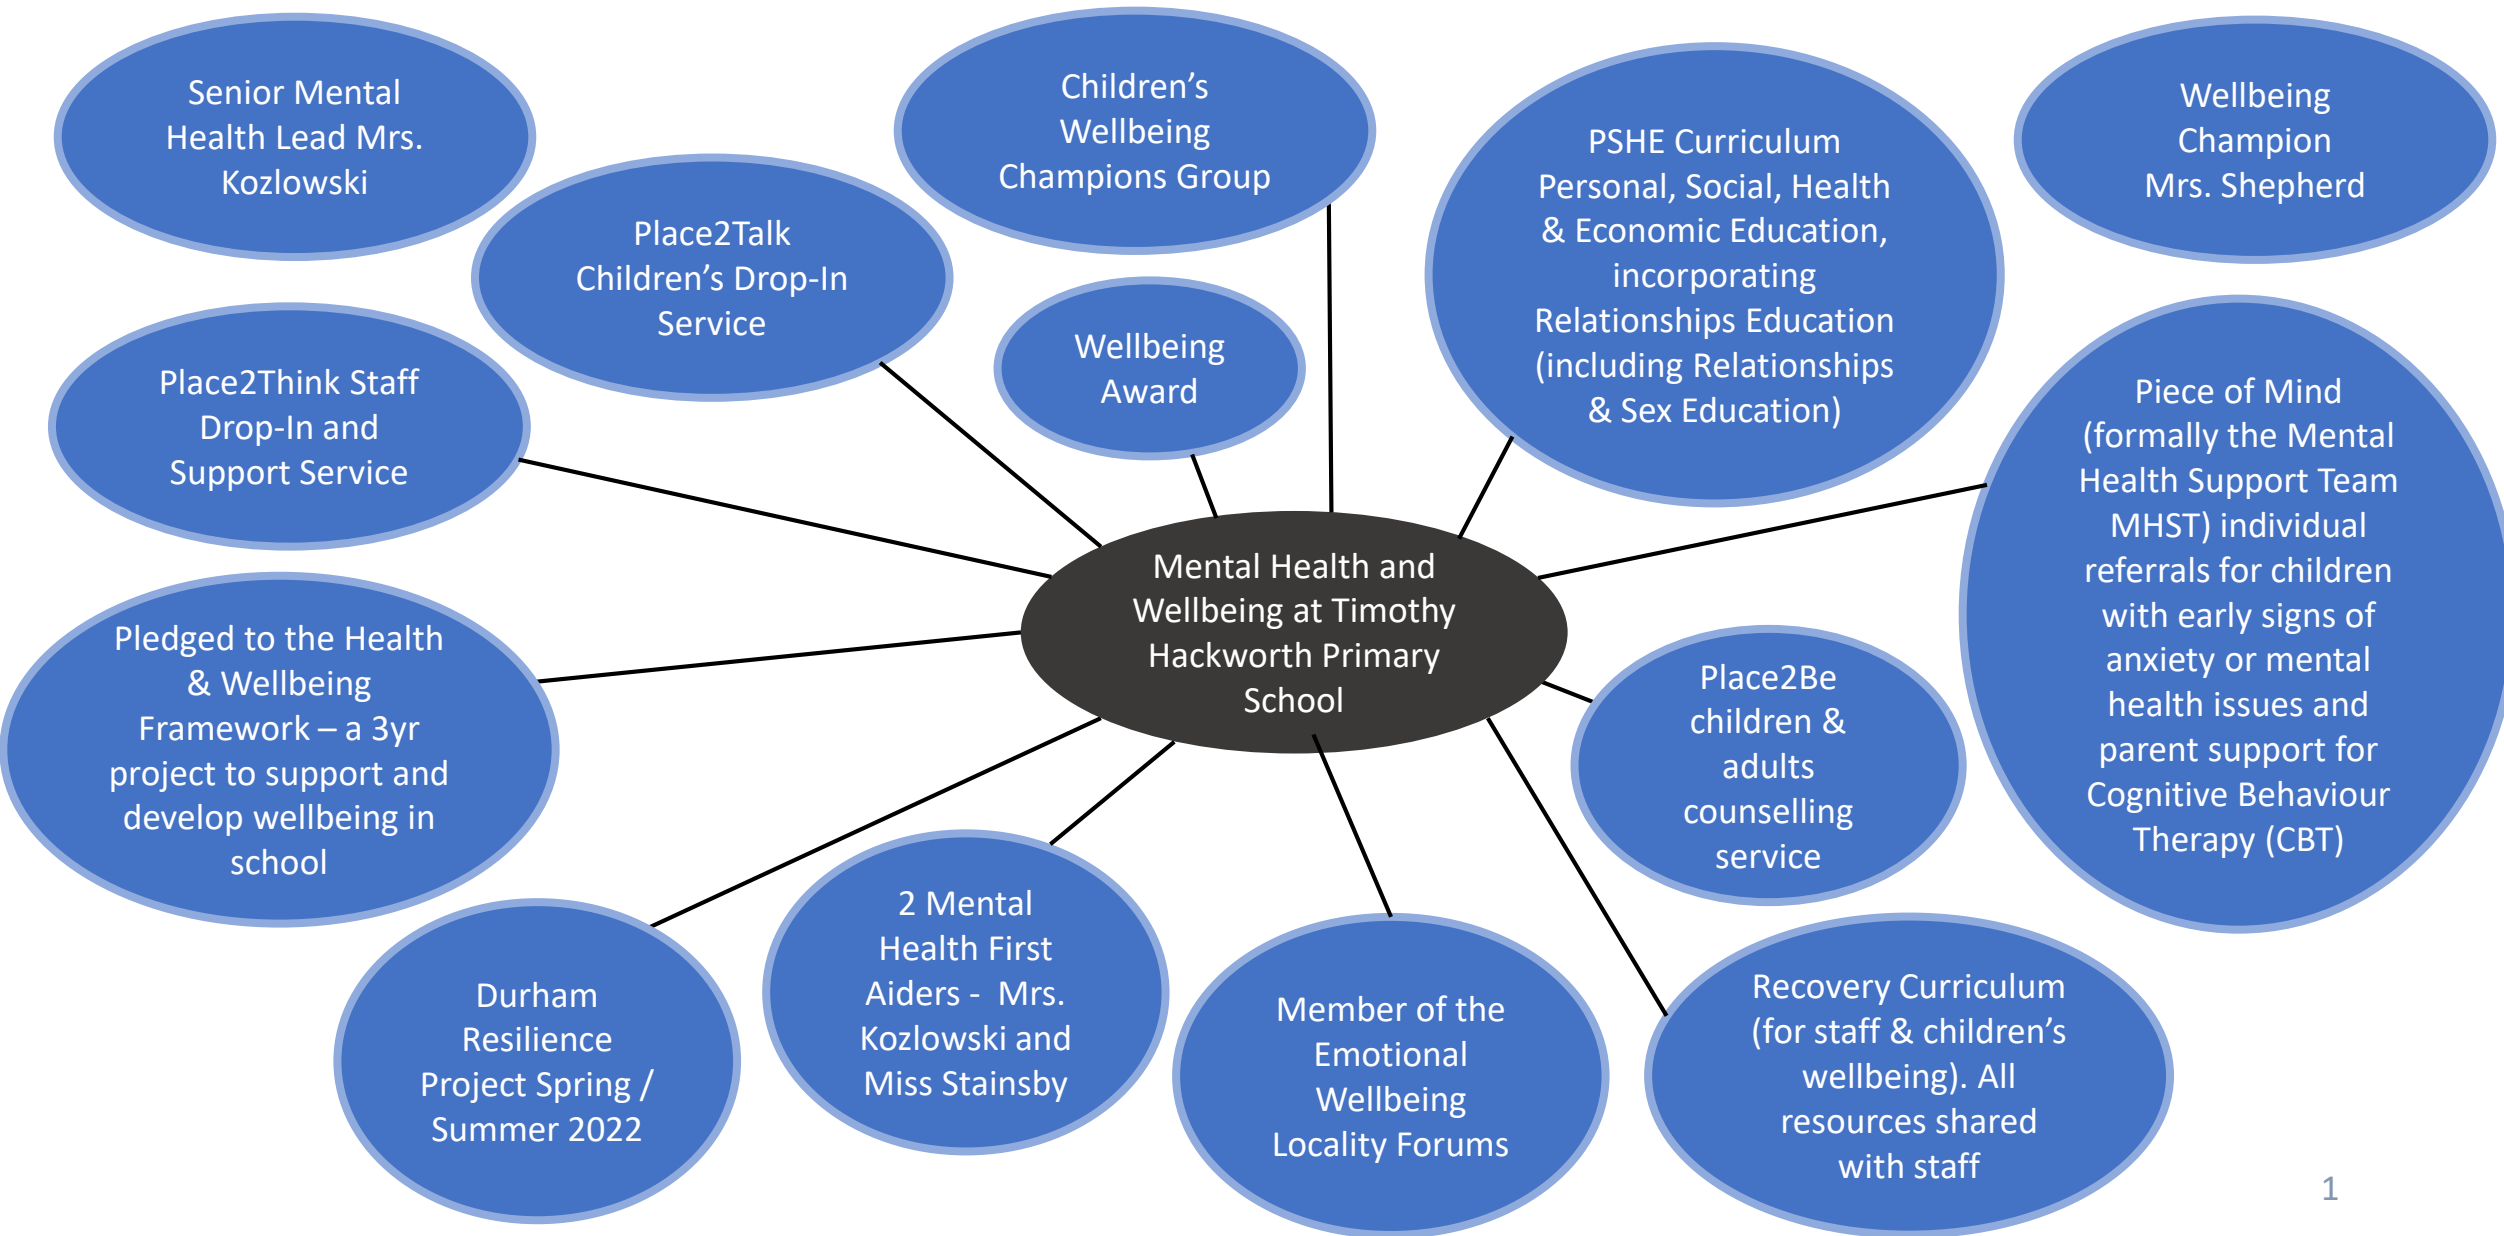 Senior Mental
Health Lead Mrs.
Kozlowski
Place2Talk
Children’s Drop-In
Service
Children’s
Wellbeing
Champions Group
PSHE Curriculum
Personal, Social, Health
& Economic Education,
incorporating
Relationships Education
(including Relationships
& Sex Education)
Wellbeing
Champion
Mrs. Shepherd
Place2Think Staff
Drop-In and
Support Service
Wellbeing
Award
Piece of Mind
(formally the Mental
Health Support Team
MHST) individual
referrals for children
with early signs of
anxiety or mental
health issues and
parent support for
Cognitive Behaviour
Therapy (CBT)
Mental Health and
Wellbeing at Timothy
Hackworth Primary
School
Pledged to the Health
& Wellbeing
Framework – a 3yr
project to support and
develop wellbeing in
school
Place2Be
children &
adults
counselling
service
Durham
Resilience
Project Spring /
Summer 2022
2 Mental
Health First
Aiders -  Mrs.
Kozlowski and
Miss Stainsby
Member of the
Emotional
Wellbeing
Locality Forums
Recovery Curriculum
(for staff & children’s
wellbeing). All
resources shared
with staff
1